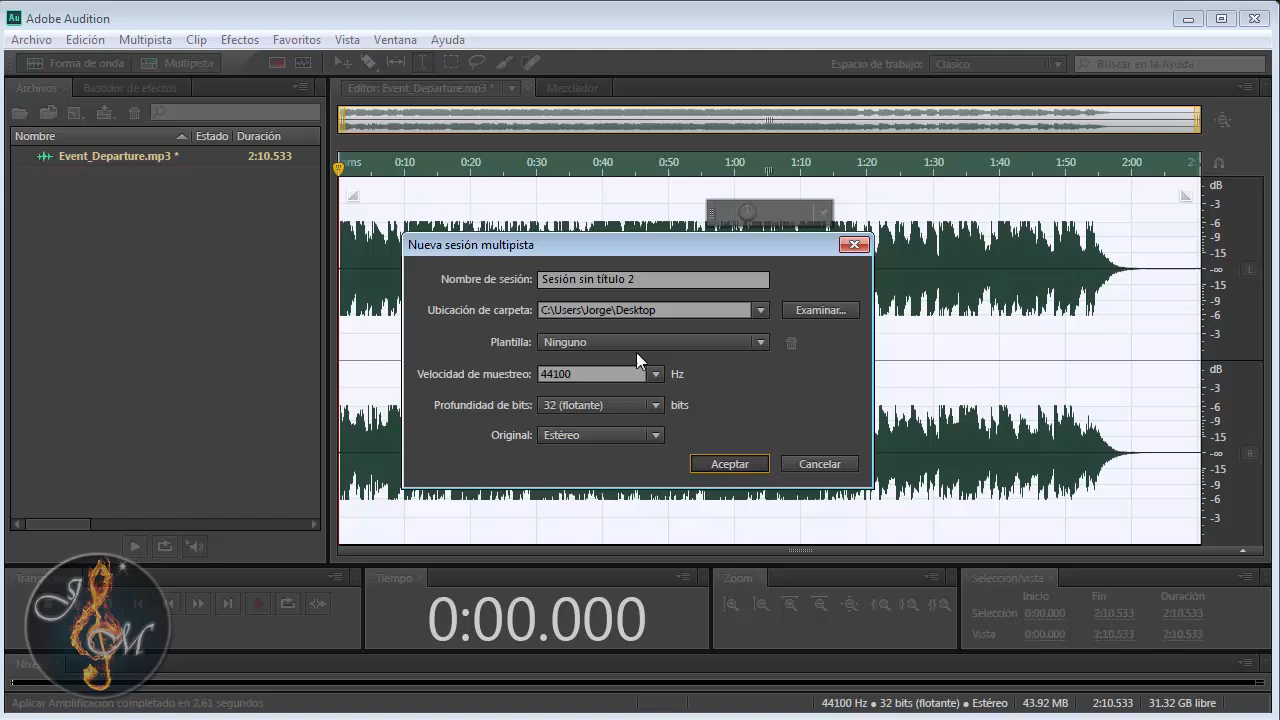 Au Adobe Audition
Archivo Edición Multipista Clip Efectos Favoritos Vista Ventana Ayuda
Forma de onda Multipista Espacio de trabajo: Clásico Buscar en la Ayuda
Archivos Bastidor de efectos Editor: Event_Departure.mp3 * Mezclador
Nombre Estado Duración
Event_Departure.mp3 * 2:10.533
hms 0:10 0:20 0:30 0:40 0:50 1:00 1:10 1:20 1:30 1:40 1:50 2:00
dB
-3
-6
-9
-15
-∞
L
-15
-9
-6
-3
dB
-3
-6
-9
-15
-∞
R
-15
-9
-6
-3
Nueva sesión multipista
Nombre de sesión: Sesión sin título 2
Ubicación de carpeta: C:\Users\Jorge\Desktop Examinar...
Plantilla: Ninguno
Velocidad de muestreo: 44100 Hz
Profundidad de bits: 32 (flotante) bits
Original: Estéreo
Aceptar Cancelar
Tiempo Zoom Selección/vista
0:00.000
Inicio Fin Duración
Selección 0:00.000 2:10.533 2:10.533
Vista 0:00.000 2:10.533 2:10.533
J M
Aplicar Amplificación completado en 2.61 segundos
44100 Hz • 32 bits (flotante) • Estéreo 43.92 MB 2:10.533 31.32 GB libre